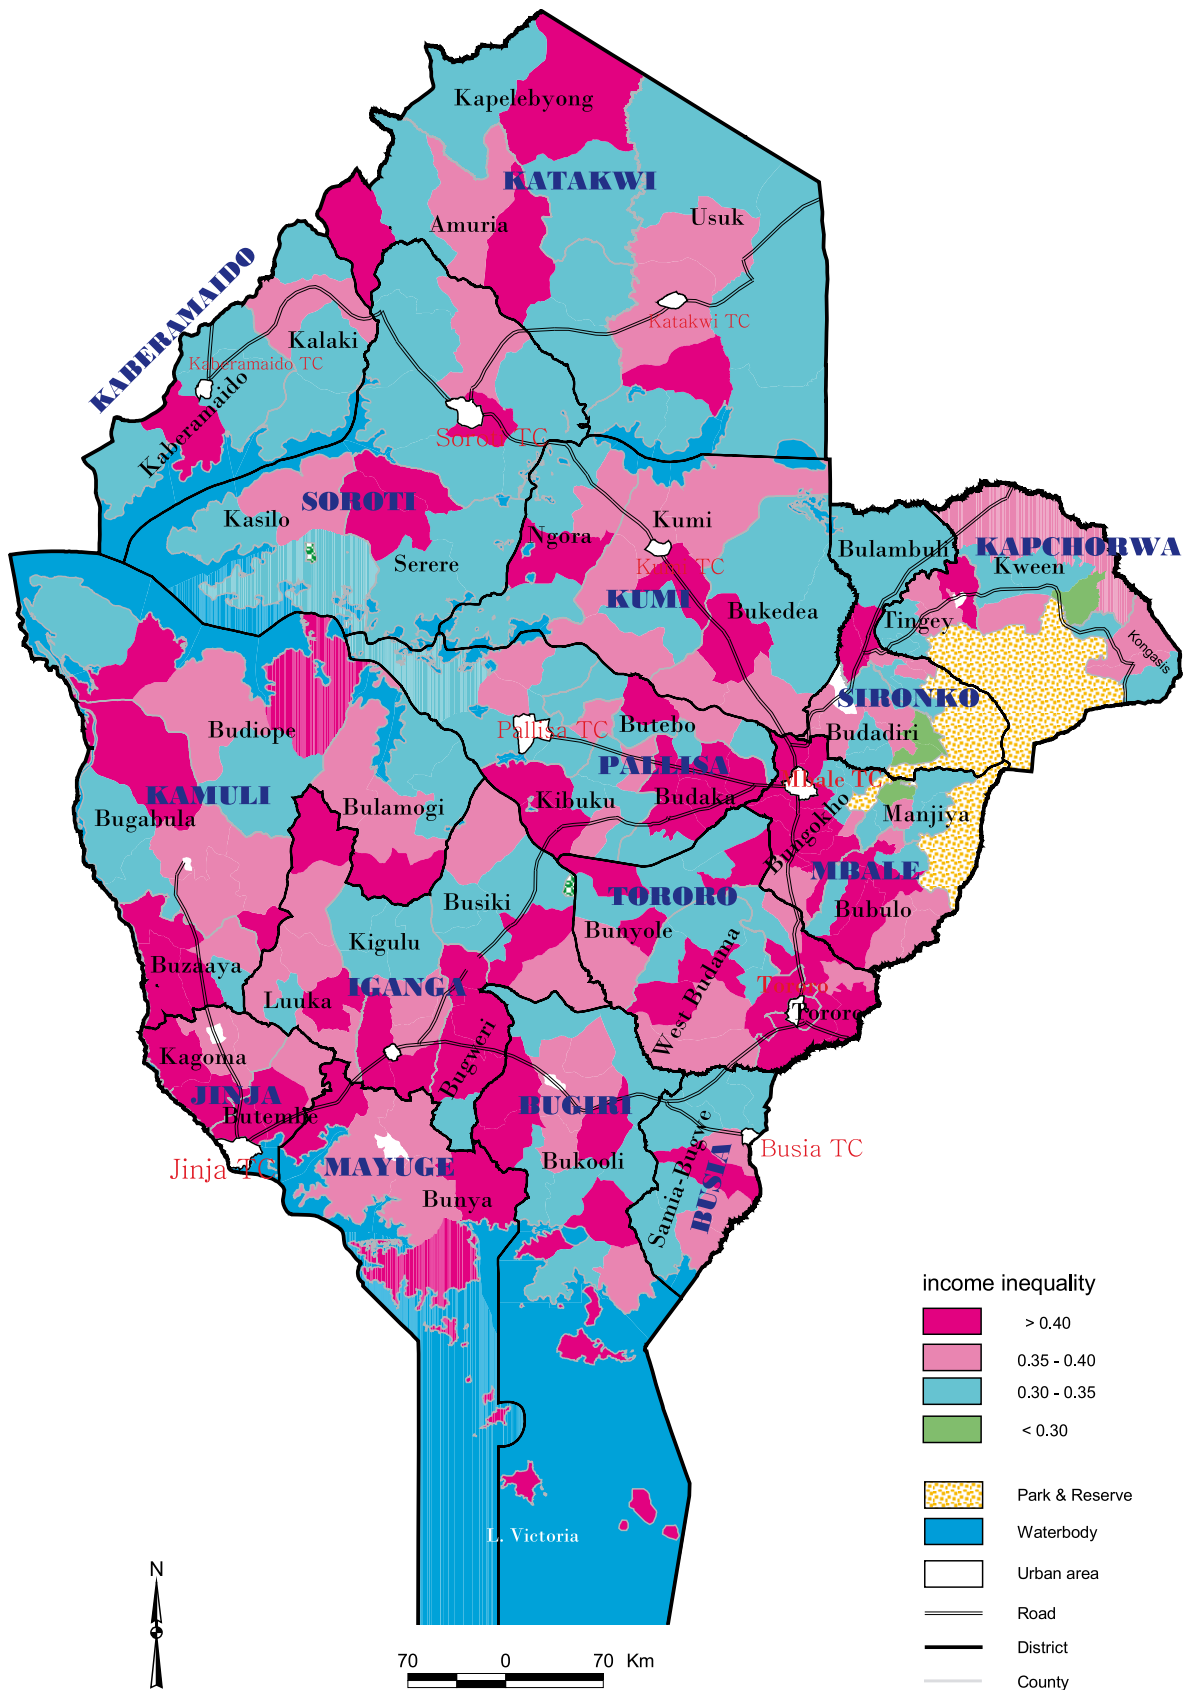 Kapelebyong
KATAKWI
Usuk
Amuria
KABERAMAIDO
Katakwi TC
Kalaki
Kaberamaido TC
Kaberamaido
Soroti TC
SOROTI
Kasilo
Kumi
Ngora
Bulambuli
KAPCHORWA
Serere
Kumi TC
Kween
KUMI
Bukedea
Tingey
Kongasis
SIRONKO
Budiope
Pallisa TC
Butebo
Budadiri
PALLISA
Mbale TC
KAMULI
Bulamogi
Kibuku
Budaka
Bugabula
Manjiya
Bungokho
MBALE
TORORO
Busiki
Bubulo
Bunyole
Kigulu
Buzaaya
West Budama
IGANGA
Luuka
Tororo
Tororo
Kagoma
Bugweri
JINJA
BUGIRI
Butembe
Samia-Bugwe
Busia TC
Jinja TC
MAYUGE
Bukooli
BUSIA
Bunya
income inequality
> 0.40
0.35 - 0.40
0.30 - 0.35
< 0.30
Park & Reserve
Waterbody
L. Victoria
N
Urban area
Road
District
70 0 70 Km
County